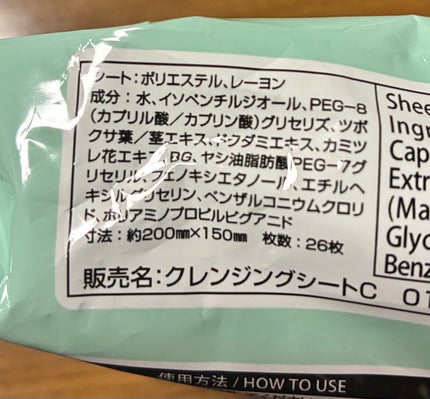 シート：ポリエステル、レーヨン
成分：水、イソペンチルジオール、PEG-8
（カプリル酸／カプリン酸）グリセリズ、ツボ
クサ葉／茎エキス、ドクダミエキス、カミツ
レ花エキス、BG、ヤシ油脂肪酸PEG-7グ
リセリル、フェノキシエタノール、エチルヘ
キシルグリセリン、ベンザルコニウムクロリ
ド、ポリアミノプロピルビグアニド
寸法：約200mm×150mm 枚数：26枚
販売名：クレンジングシートC 01
Shee
Ingr
Cap
Extr
(Ma
Glyc
Benz
使用方法 / HOW TO USE